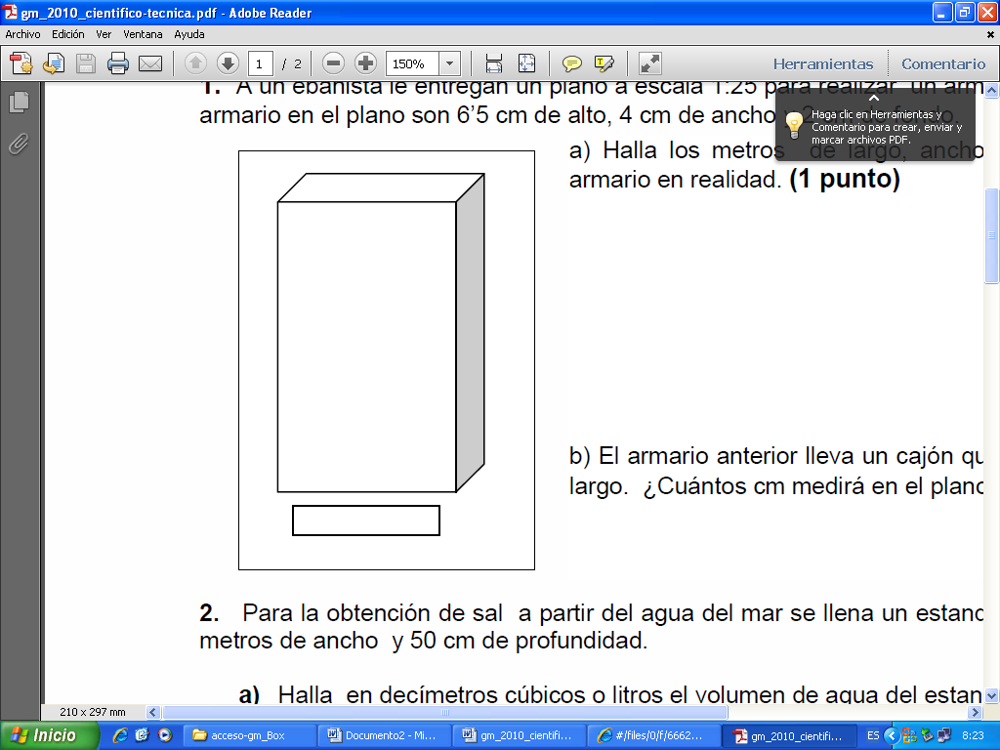 gm_2010_cientifico-tecnica.pdf - Adobe Reader
Archivo Edición Ver Ventana Ayuda
1 / 2 150% Herramientas Comentario
1. A un ebanista le entregan un plano a escala 1:25 para realizar un arm
armario en el plano son 6'5 cm de alto, 4 cm de ancho y 2 cm de fondo.
Haga clic en Herramientas y
Comentario para crear, enviar y
marcar archivos PDF.
a) Halla los metros de largo, ancho
armario en realidad. (1 punto)
b) El armario anterior lleva un cajón qu
largo. ¿Cuántos cm medirá en el plano
2. Para la obtención de sal a partir del agua del mar se llena un estanq
metros de ancho y 50 cm de profundidad.
a) Halla en decímetros cúbicos o litros el volumen de agua del estan
210 x 297 mm
Inicio acceso-gm_Box Documento2 - Mi... gm_2010_cientifi... #/files/0/f/6662... gm_2010_cientifi... ES 8:23